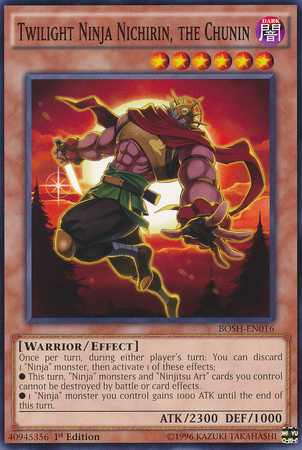 TWILIGHT NINJA NICHIRIN, THE CHUNIN
DARK
闇
BOSH-EN016
[WARRIOR/EFFECT]
Once per turn, during either player's turn: You can discard
1 "Ninja" monster, then activate 1 of these effects;
● This turn, "Ninja" monsters and "Ninjitsu Art" cards you control
cannot be destroyed by battle or card effects.
● 1 "Ninja" monster you control gains 1000 ATK until the end of
this turn.
ATK/2300 DEF/1000
40945356 1st Edition ©1996 KAZUKI TAKAHASHI